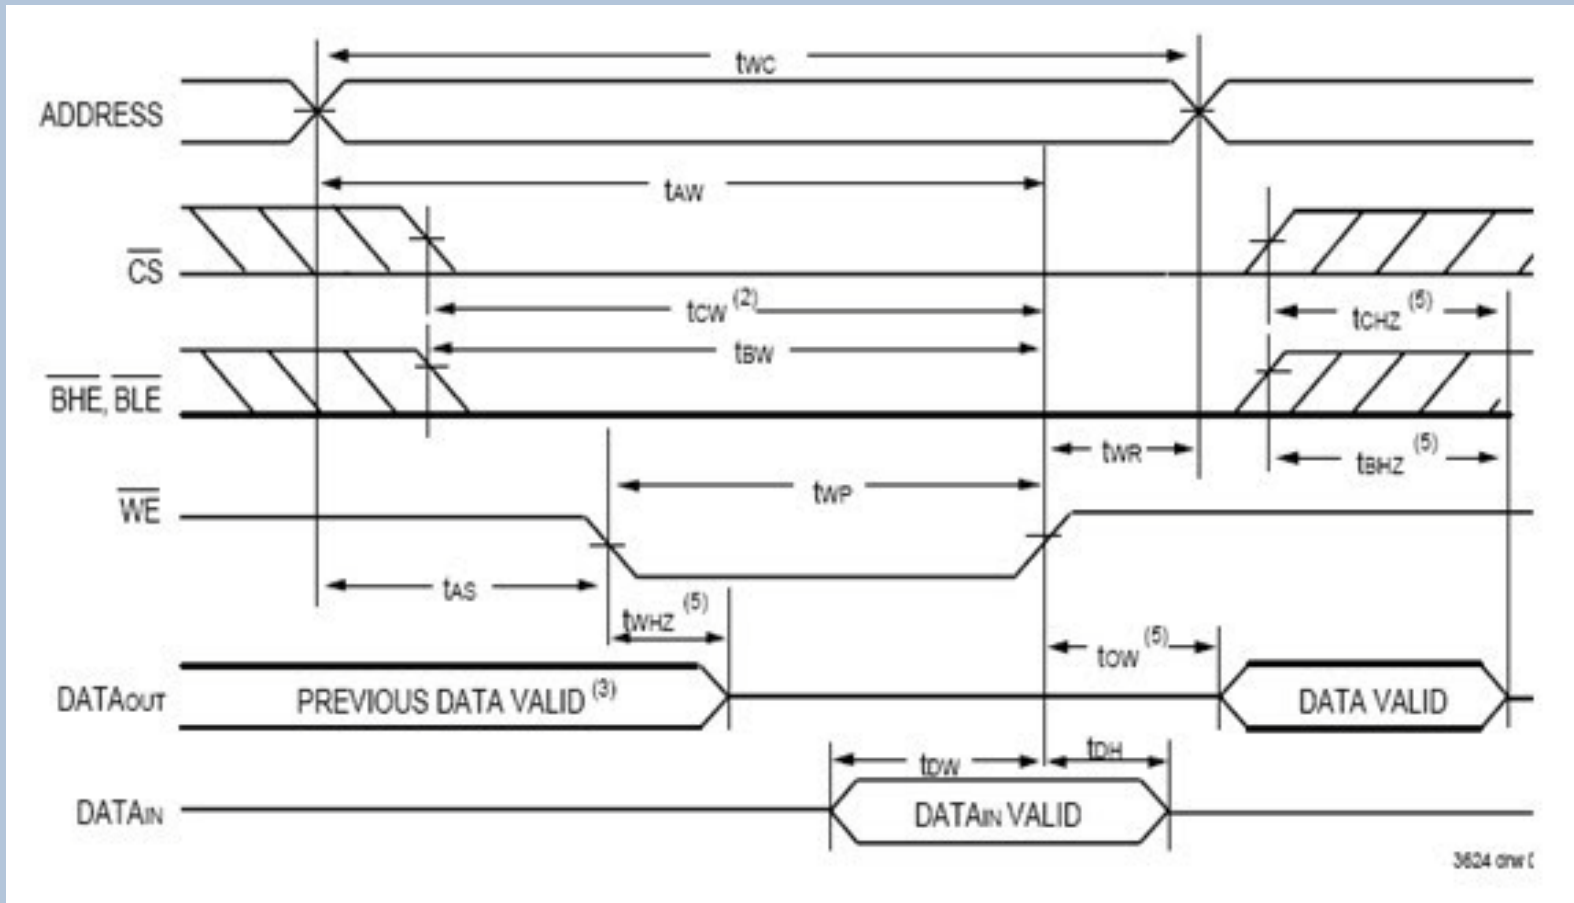 tWC
ADDRESS
tAW
CS
tCW (2)
tCHZ (5)
tBW
BHE, BLE
tWR
tBHZ (5)
tWP
WE
tAS
tWHZ (5)
tOW (5)
DATAOUT
PREVIOUS DATA VALID (3)
DATA VALID
tDW
tDH
DATAIN
DATAIN VALID
3624 drw